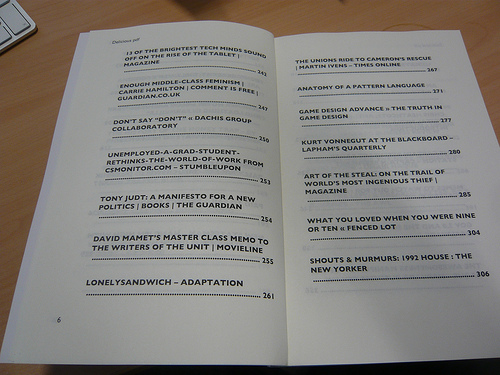 Delicious pdf
13 OF THE BRIGHTEST TECH MINDS SOUND
OFF ON THE RISE OF THE TABLET |
MAGAZINE
242
ENOUGH MIDDLE-CLASS FEMINISM |
CARRIE HAMILTON | COMMENT IS FREE |
GUARDIAN.CO.UK
247
DON'T SAY "DON'T" « DACHIS GROUP
COLLABORATORY
250
UNEMPLOYED-A-GRAD-STUDENT-
RETHINKS-THE-WORLD-OF-WORK FROM
CSMONITOR.COM – STUMBLEUPON
253
TONY JUDT: A MANIFESTO FOR A NEW
POLITICS | BOOKS | THE GUARDIAN
254
DAVID MAMET'S MASTER CLASS MEMO TO
THE WRITERS OF THE UNIT | MOVIELINE
255
LONELYSANDWICH – ADAPTATION
261
6
THE UNIONS RIDE TO CAMERON'S RESCUE
| MARTIN IVENS – TIMES ONLINE
267
ANATOMY OF A PATTERN LANGUAGE
271
GAME DESIGN ADVANCE « THE TRUTH IN
GAME DESIGN
277
KURT VONNEGUT AT THE BLACKBOARD –
LAPHAM'S QUARTERLY
280
ART OF THE STEAL: ON THE TRAIL OF
WORLD'S MOST INGENIOUS THIEF |
MAGAZINE
285
WHAT YOU LOVED WHEN YOU WERE NINE
OR TEN « FENCED LOT
304
SHOUTS & MURMURS: 1992 HOUSE : THE
NEW YORKER
306